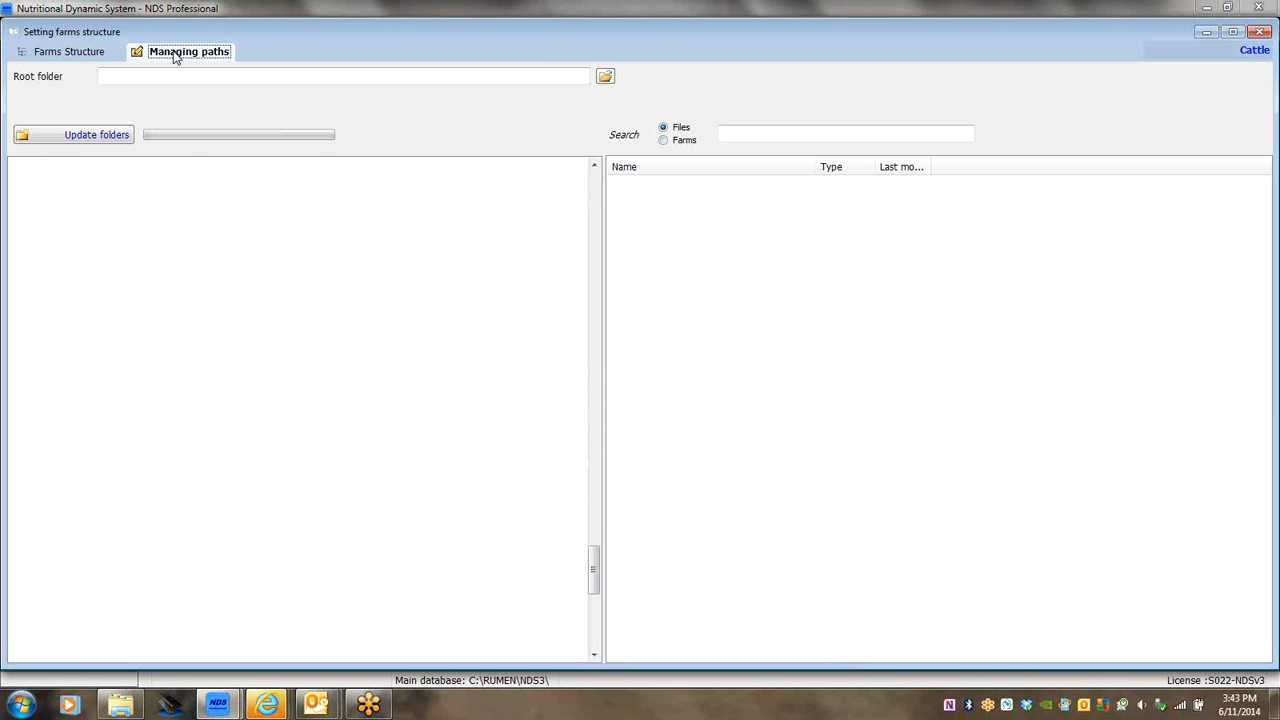 Nutritional Dynamic System - NDS Professional
Setting farms structure
Farms Structure
Managing paths
Cattle
Root folder
Update folders
Search
Files
Farms
Name
Type
Last mo...
Main database: C:\RUMEN\NDS3\
License :S022-NDSv3
NDS
3:43 PM
6/11/2014